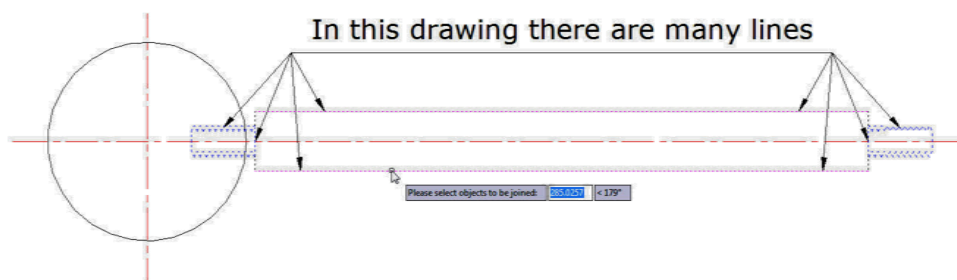 In this drawing there are many lines
Please select objects to be joined: 285.0257 < 179°